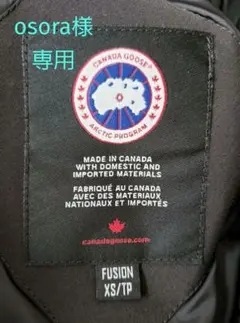 osora様
専用
CANADA GOOSE
ARCTIC PROGRAM
MADE IN CANADA
WITH DOMESTIC AND
IMPORTED MATERIALS
FABRIQUÉ AU CANADA
AVEC DES MATERIAUX
NATIONAUX ET IMPORTÉS
canadagoose.com
FUSION
XS/TP